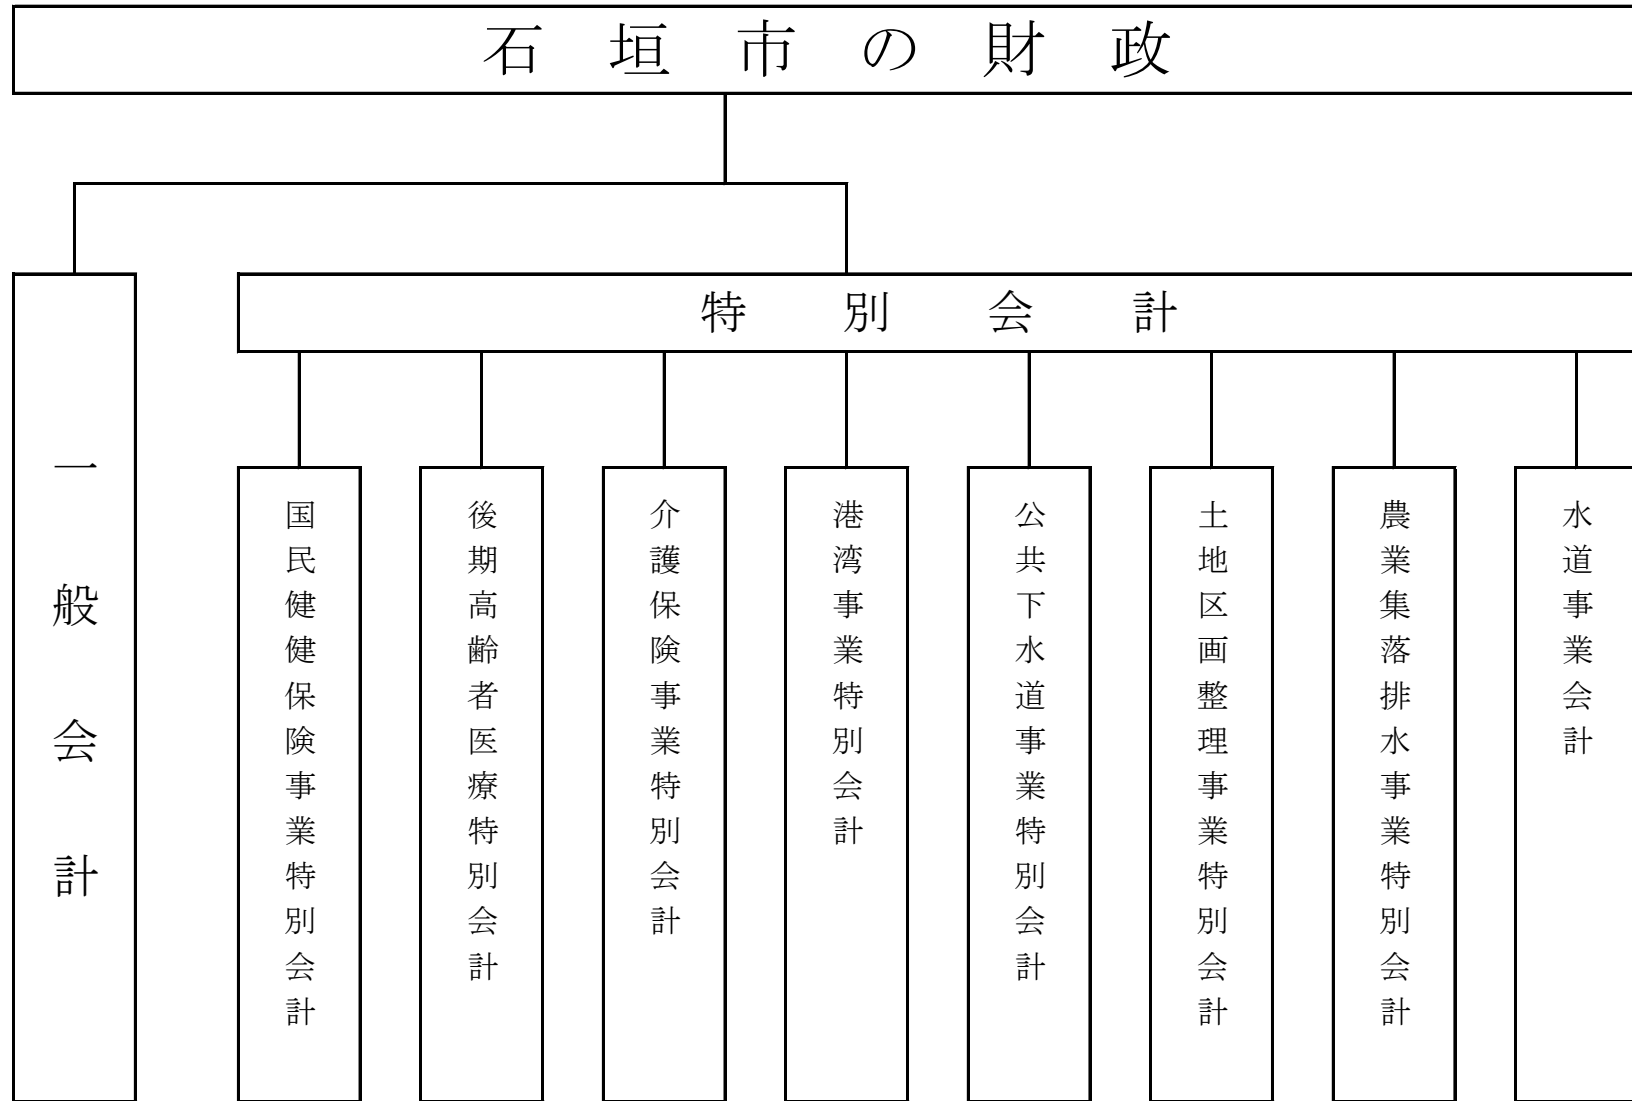 石垣市の財政
特別会計
一般会計
国民健健保険事業特別会計
後期高齢者医療特別会計
介護保険事業特別会計
港湾事業特別会計
公共下水道事業特別会計
土地区画整理事業特別会計
農業集落排水事業特別会計
水道事業会計